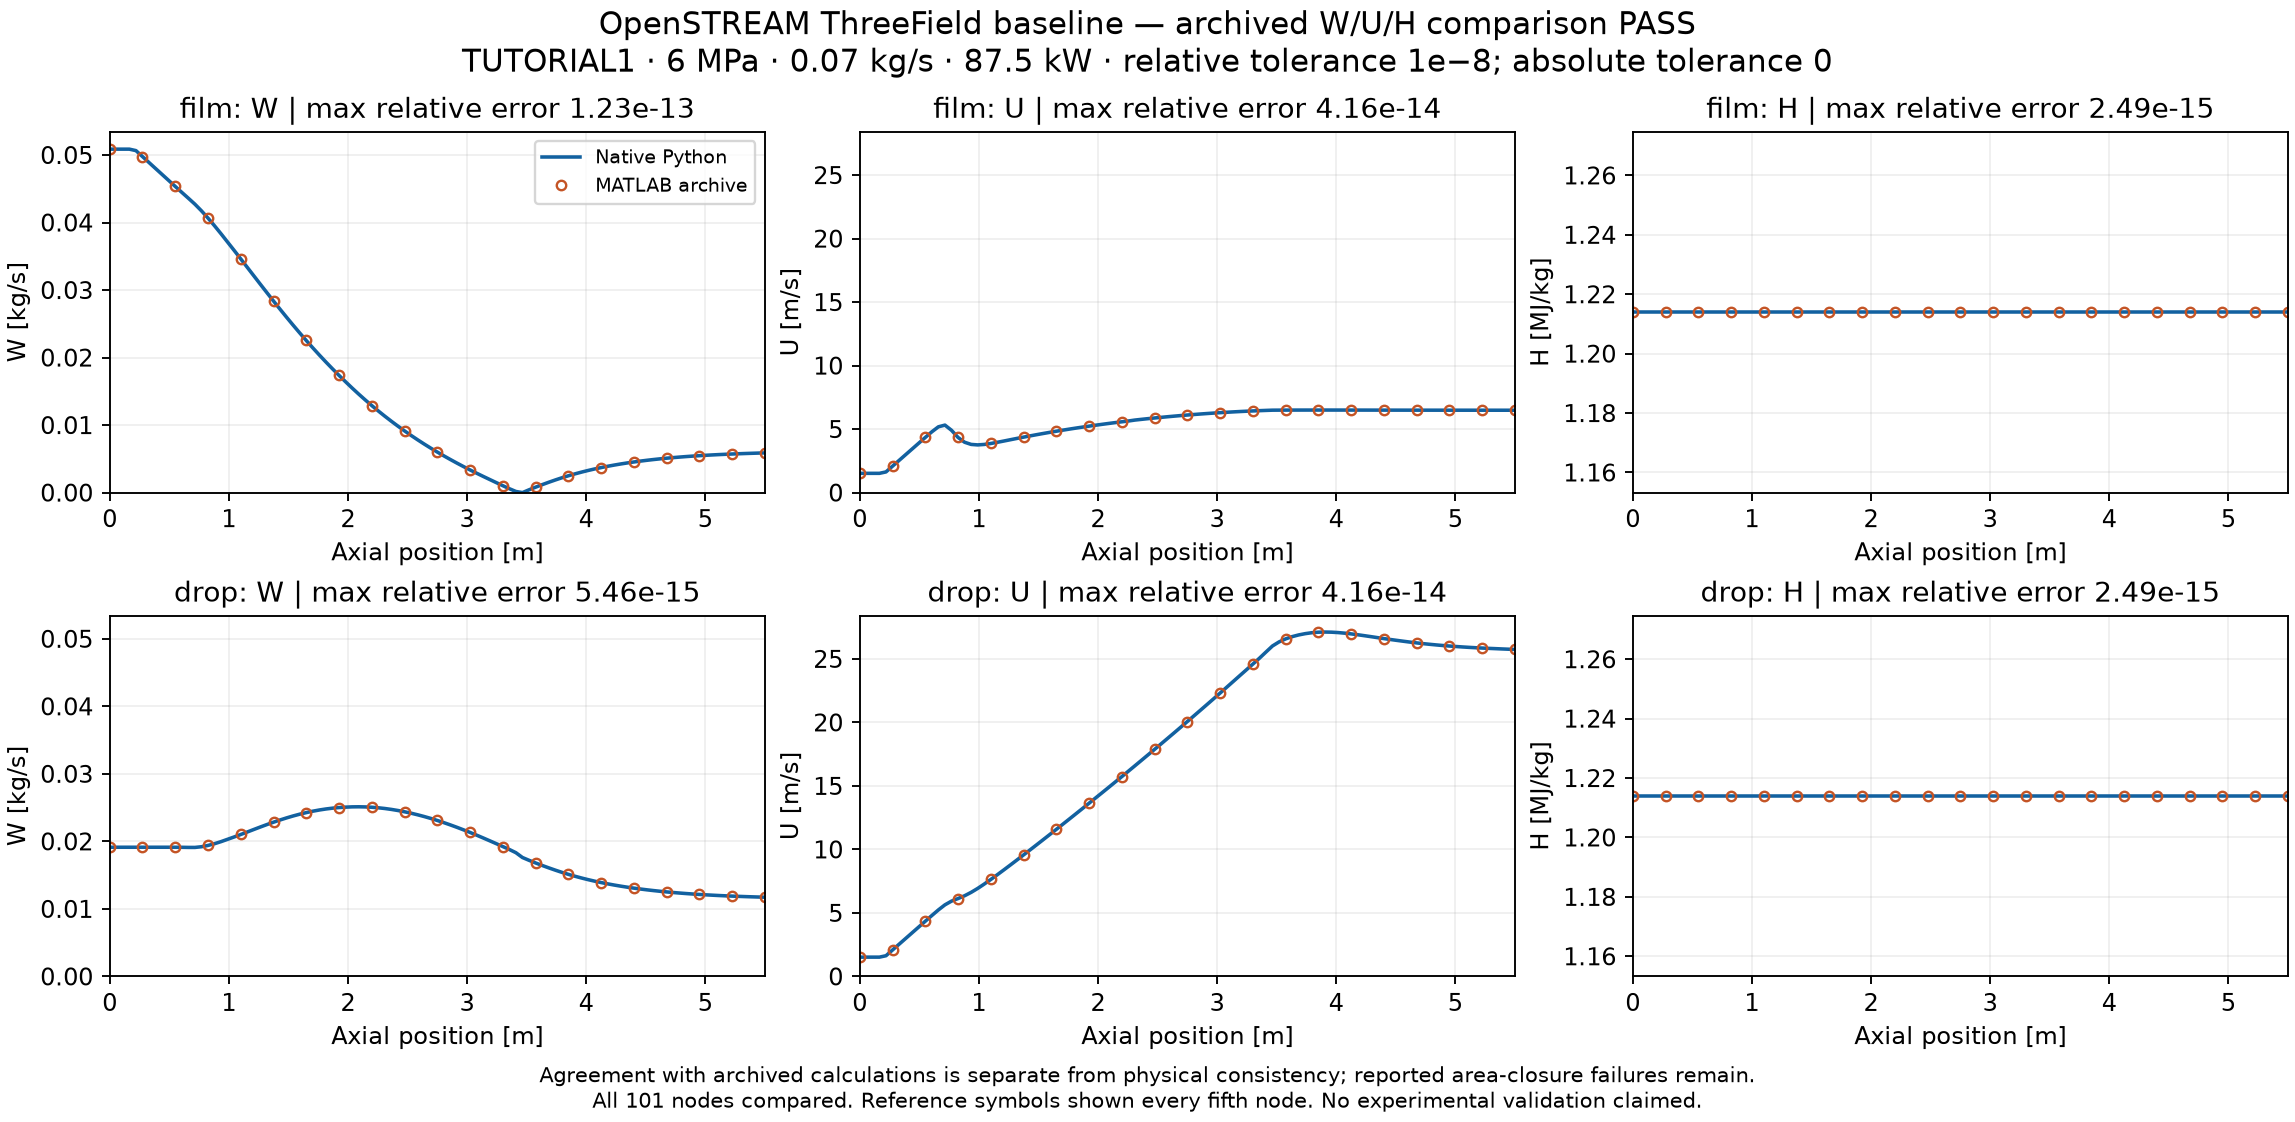 OpenSTREAM ThreeField baseline — archived W/U/H comparison PASS
TUTORIAL1 · 6 MPa · 0.07 kg/s · 87.5 kW · relative tolerance 1e−8; absolute tolerance 0
film: W | max relative error 1.23e-13
W [kg/s]
0.05
0.04
0.03
0.02
0.01
0.00
Native Python
MATLAB archive
0 1 2 3 4 5
Axial position [m]
film: U | max relative error 4.16e-14
U [m/s]
25
20
15
10
5
0
0 1 2 3 4 5
Axial position [m]
film: H | max relative error 2.49e-15
H [MJ/kg]
1.26
1.24
1.22
1.20
1.18
1.16
0 1 2 3 4 5
Axial position [m]
drop: W | max relative error 5.46e-15
W [kg/s]
0.05
0.04
0.03
0.02
0.01
0.00
0 1 2 3 4 5
Axial position [m]
drop: U | max relative error 4.16e-14
U [m/s]
25
20
15
10
5
0
0 1 2 3 4 5
Axial position [m]
drop: H | max relative error 2.49e-15
H [MJ/kg]
1.26
1.24
1.22
1.20
1.18
1.16
0 1 2 3 4 5
Axial position [m]
Agreement with archived calculations is separate from physical consistency; reported area-closure failures remain.
All 101 nodes compared. Reference symbols shown every fifth node. No experimental validation claimed.